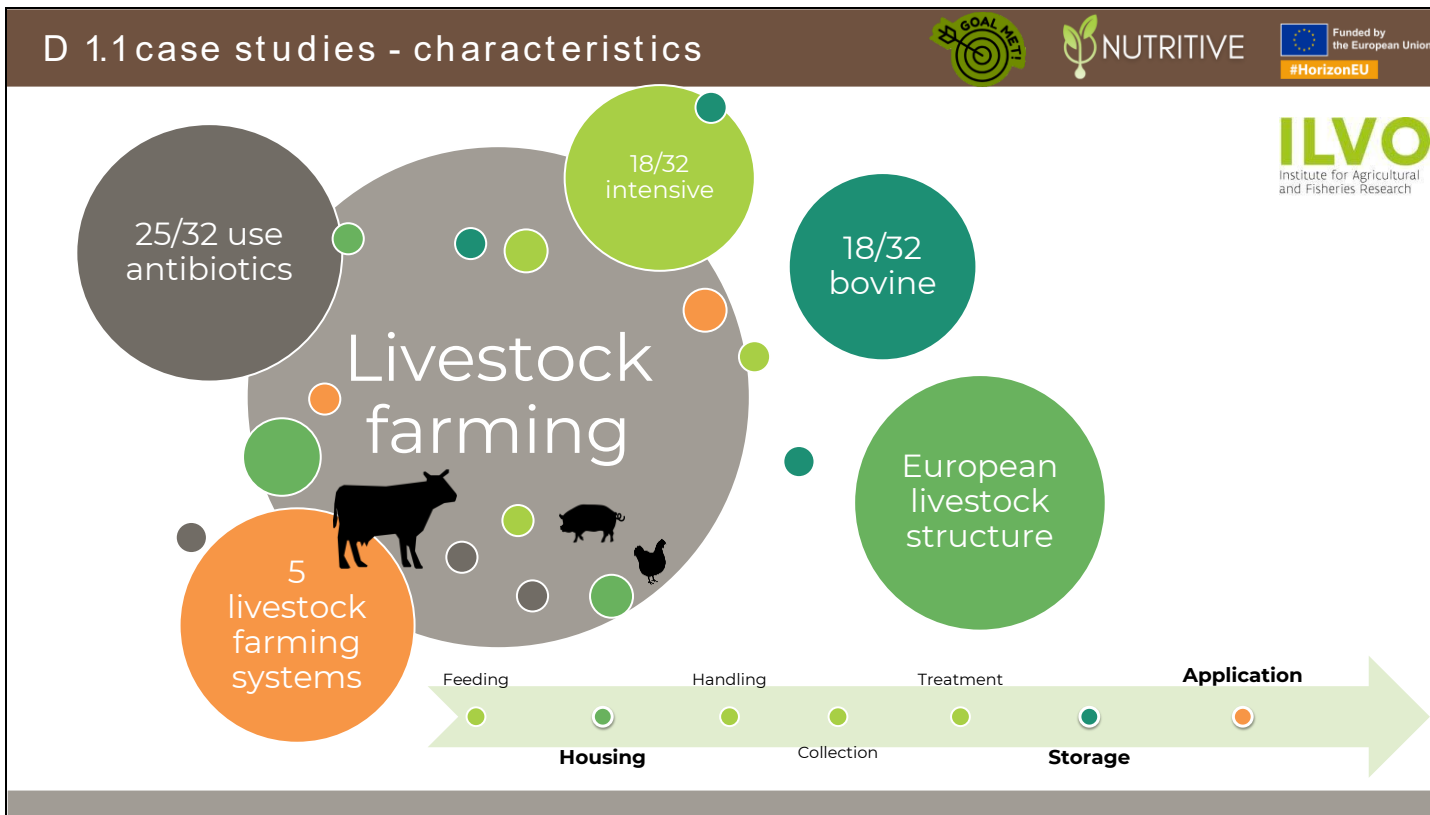 D 1.1 case studies - characteristics
GOAL MET!
NUTRITIVE
Funded by
the European Union
#HorizonEU
ILVO
Institute for Agricultural
and Fisheries Research
18/32
intensive
25/32 use
antibiotics
18/32
bovine
Livestock
farming
European
livestock
structure
5
livestock
farming
systems
Feeding
Handling
Treatment
Application
Housing
Collection
Storage